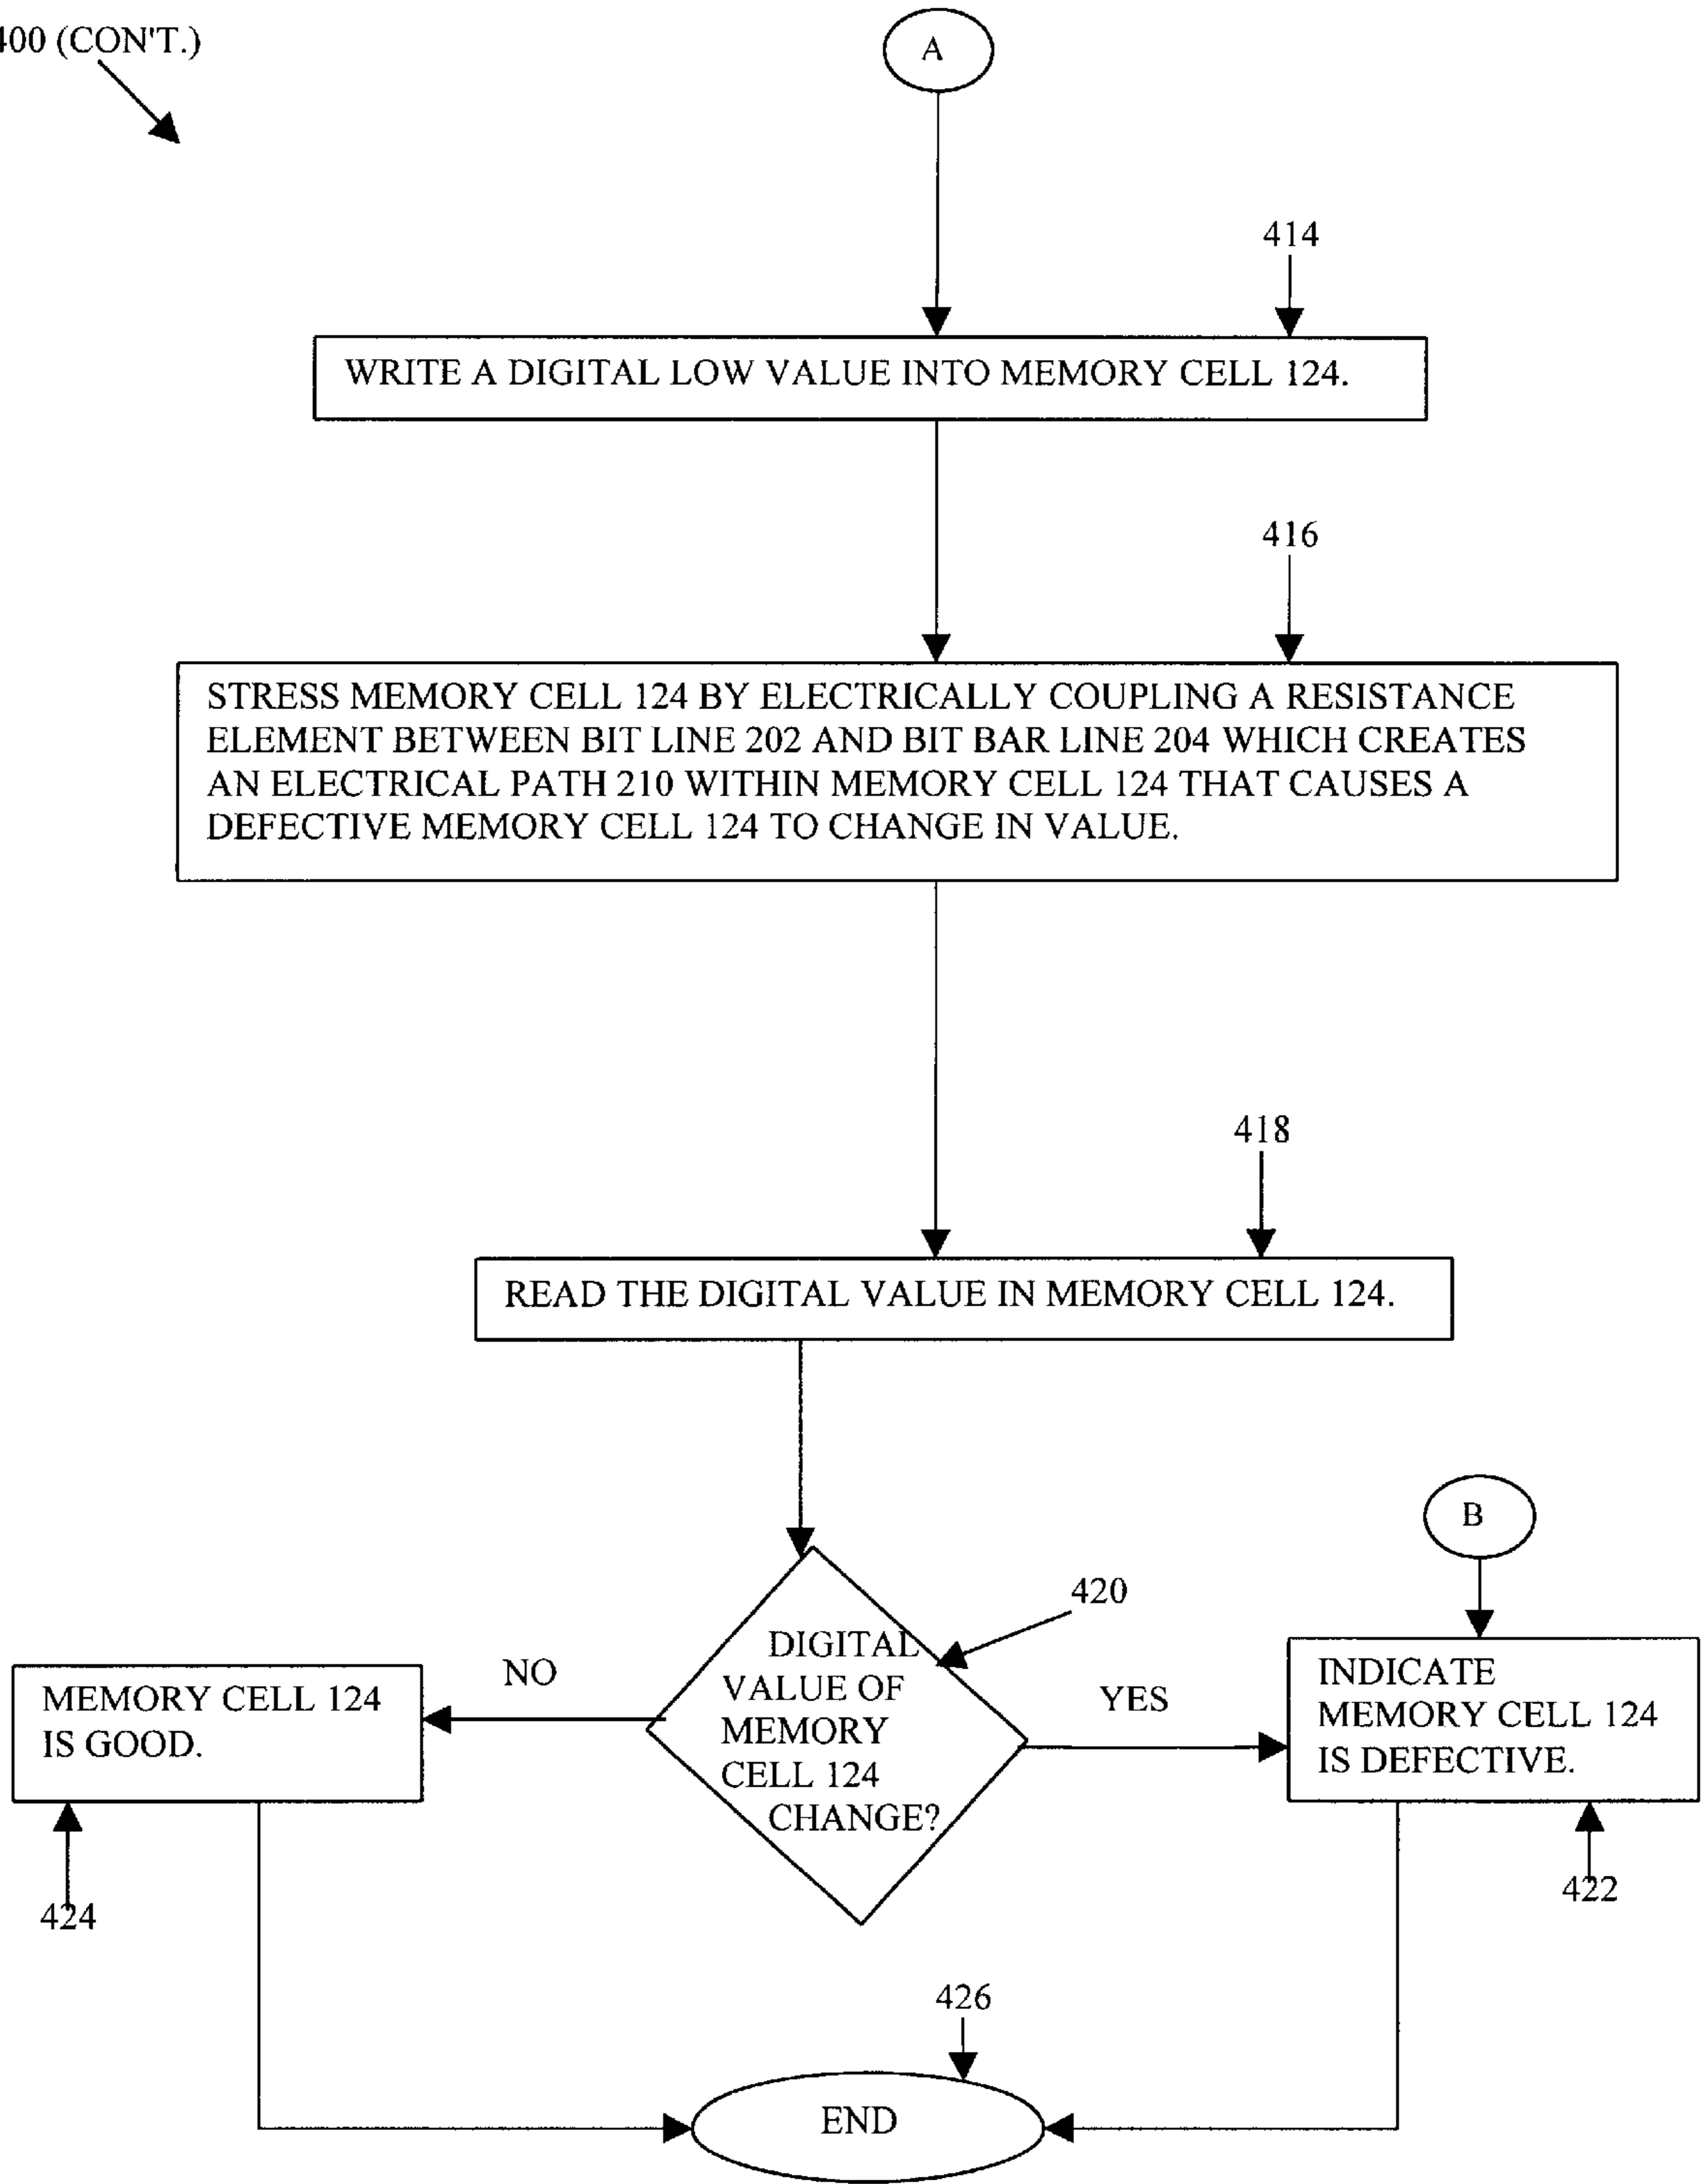 400 (CON'T.)
A
414
WRITE A DIGITAL LOW VALUE INTO MEMORY CELL 124.
416
STRESS MEMORY CELL 124 BY ELECTRICALLY COUPLING A RESISTANCE
ELEMENT BETWEEN BIT LINE 202 AND BIT BAR LINE 204 WHICH CREATES
AN ELECTRICAL PATH 210 WITHIN MEMORY CELL 124 THAT CAUSES A
DEFECTIVE MEMORY CELL 124 TO CHANGE IN VALUE.
418
READ THE DIGITAL VALUE IN MEMORY CELL 124.
B
420
DIGITAL
VALUE OF
MEMORY
CELL 124
CHANGE?
NO
YES
MEMORY CELL 124
IS GOOD.
INDICATE
MEMORY CELL 124
IS DEFECTIVE.
424
422
426
END